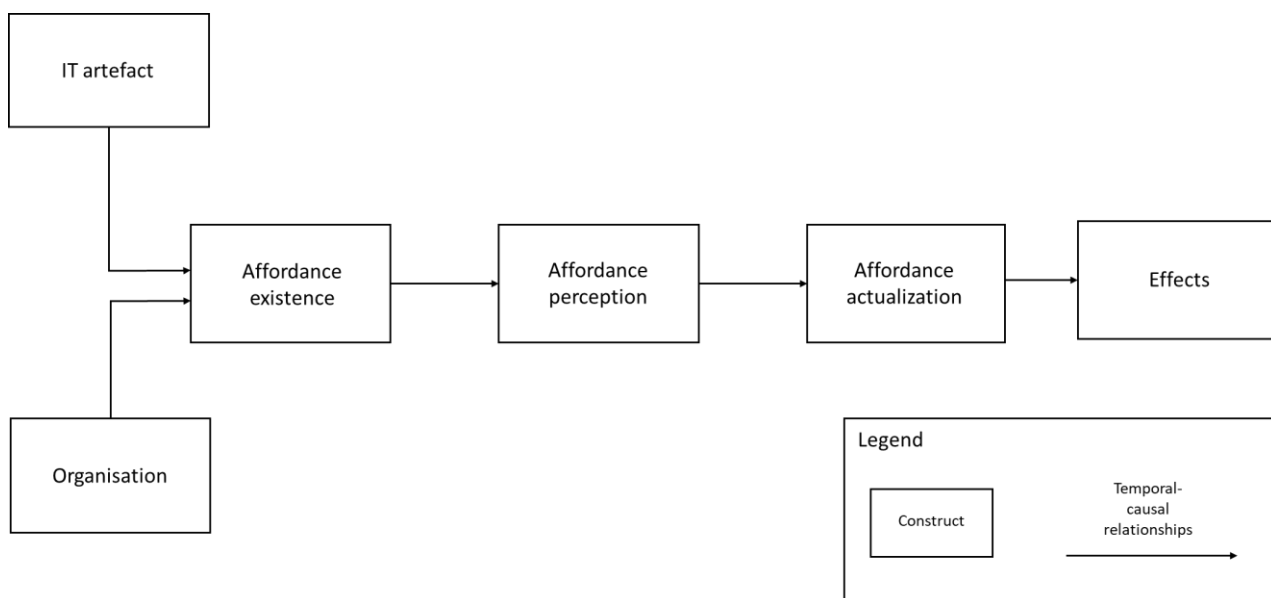 IT artefact
Affordance
existence
Affordance
perception
Affordance
actualization
Effects
Organisation
Legend
Construct
Temporal-
causal
relationships